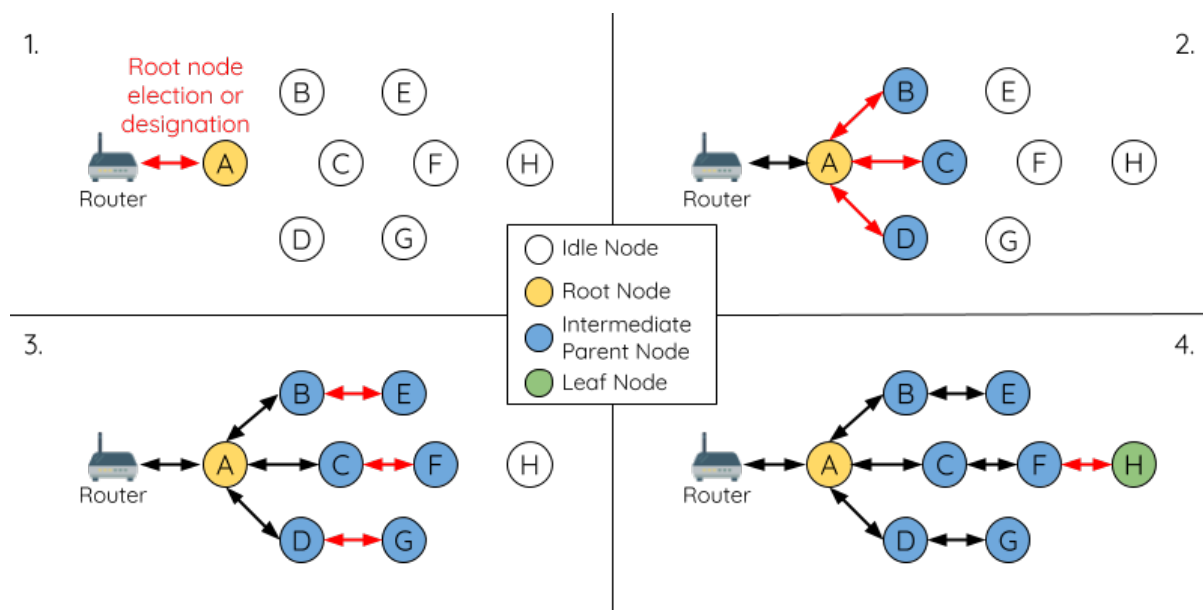 1.
Root node
election or
designation
B
E
A
C
F
H
Router
D
G
2.
B
E
A
C
F
H
Router
D
G
Idle Node
Root Node
Intermediate
Parent Node
Leaf Node
3.
B
E
A
C
F
H
Router
D
G
4.
B
E
A
C
F
H
Router
D
G